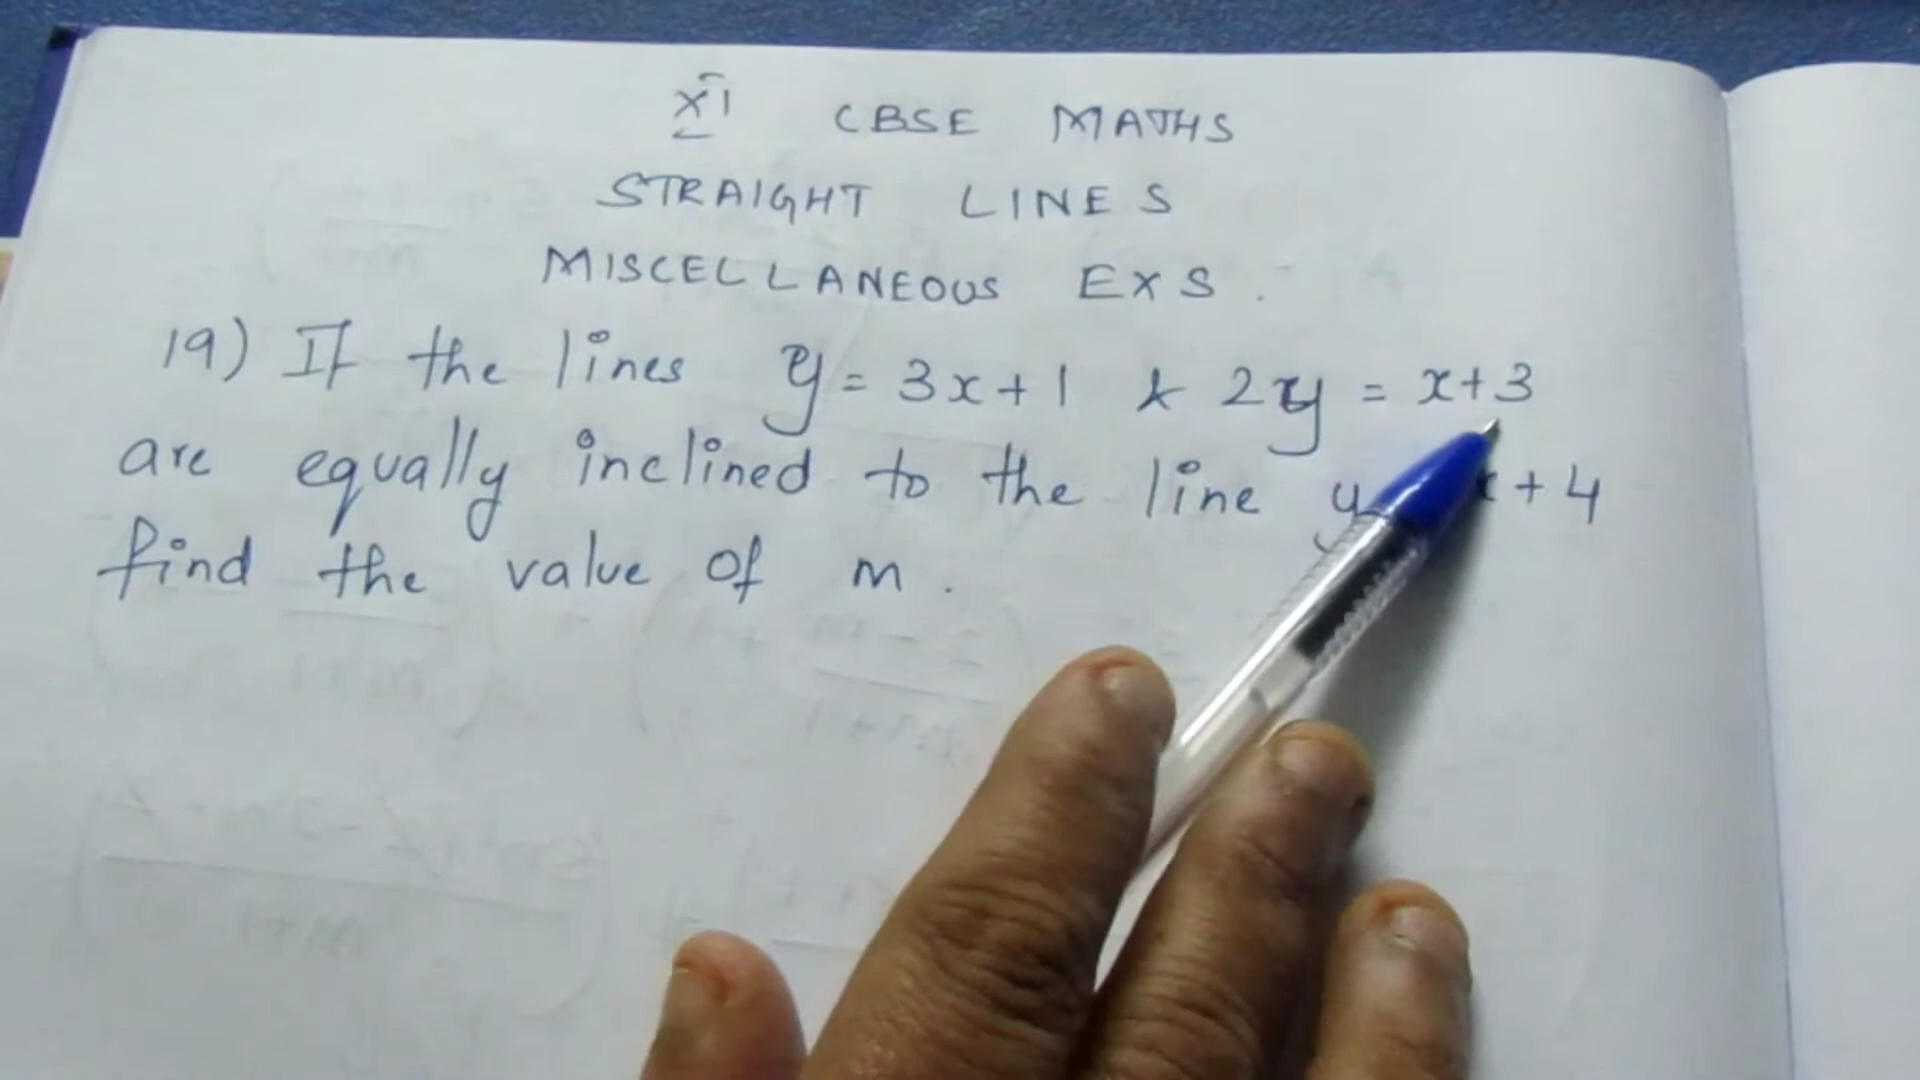 XI CBSE MATHS
STRAIGHT LINES
MISCELLANEOUS EXS.
19) If the lines y = 3x+1 & 2y = x+3
are equally inclined to the line y x + 4
find the value of m.